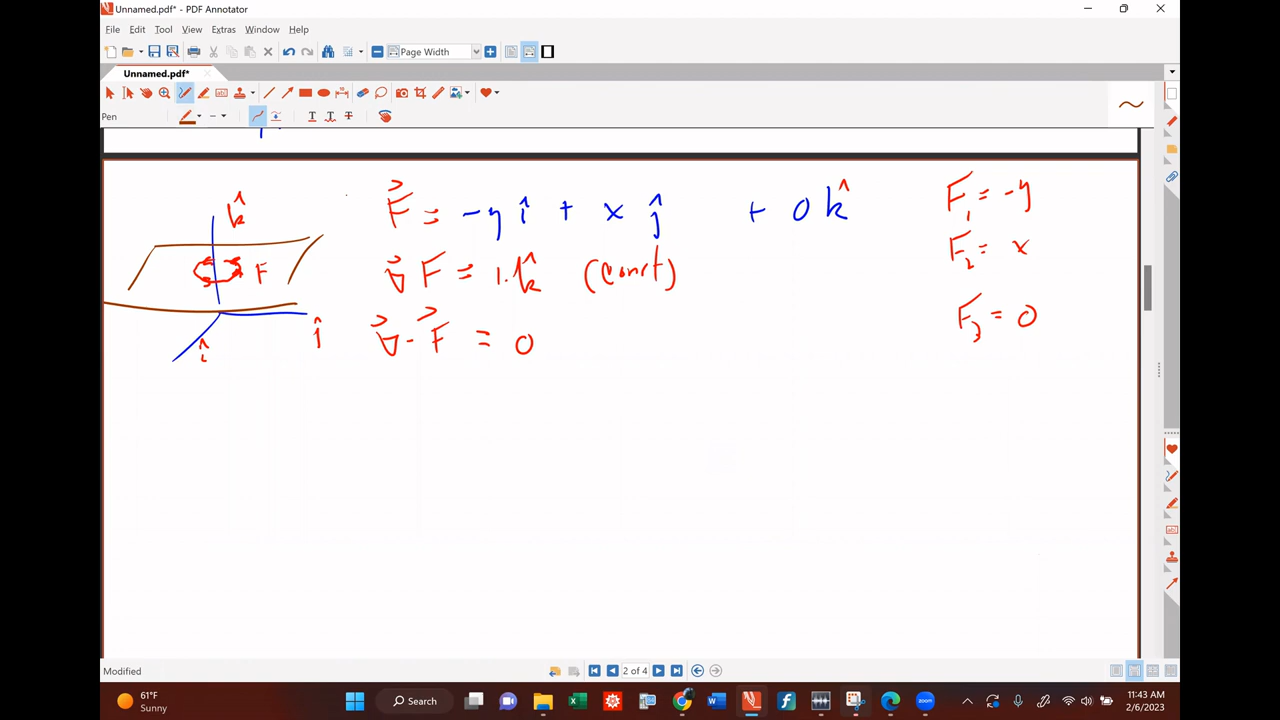 Unnamed.pdf* - PDF Annotator
File Edit Tool View Extras Window Help
Page Width
Unnamed.pdf*
Pen
k̂
F
ĵ
î
F⃗ = -y î + x ĵ + 0 k̂
∇⃗ F = 1. k̂ (const)
∇⃗ · F⃗ = 0
F₁ = -y
F₂ = x
F₃ = 0
Modified
2 of 4
61°F
Sunny
Search
11:43 AM
2/6/2023